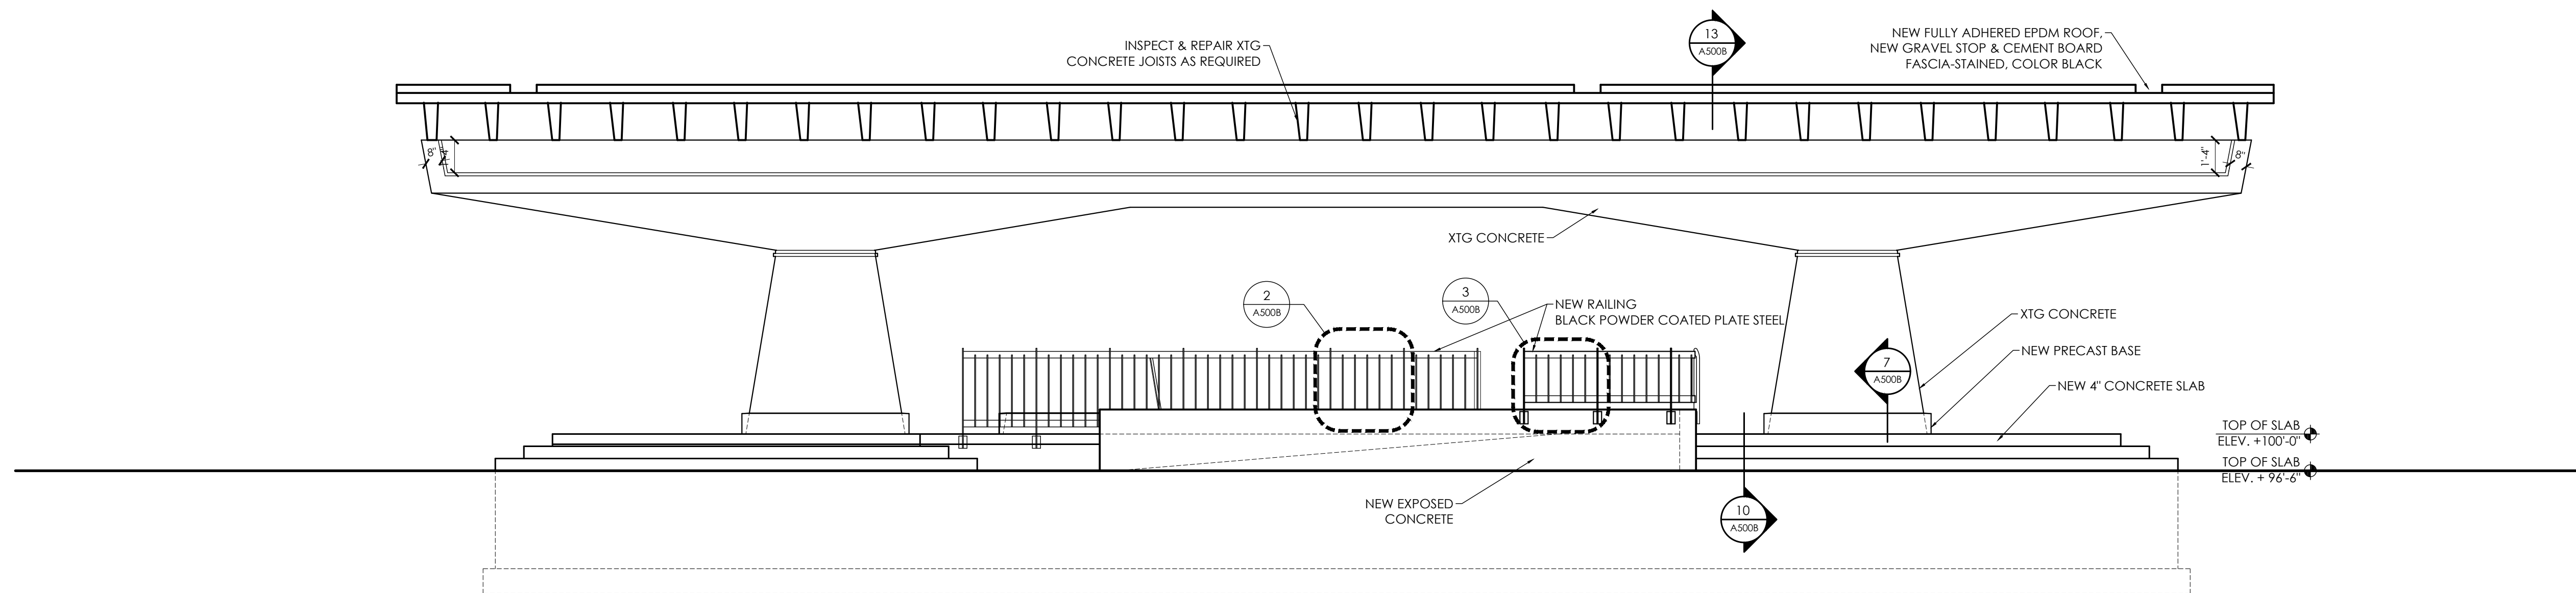 13
A500B
INSPECT & REPAIR XTG
CONCRETE JOISTS AS REQUIRED
NEW FULLY ADHERED EPDM ROOF,
NEW GRAVEL STOP & CEMENT BOARD
FASCIA-STAINED, COLOR BLACK
8"
1'-4"
8"
XTG CONCRETE
2
A500B
3
A500B
NEW RAILING
BLACK POWDER COATED PLATE STEEL
XTG CONCRETE
NEW PRECAST BASE
7
A500B
NEW 4" CONCRETE SLAB
TOP OF SLAB
ELEV. +100'-0"
TOP OF SLAB
ELEV. + 96'-6"
NEW EXPOSED
CONCRETE
10
A500B